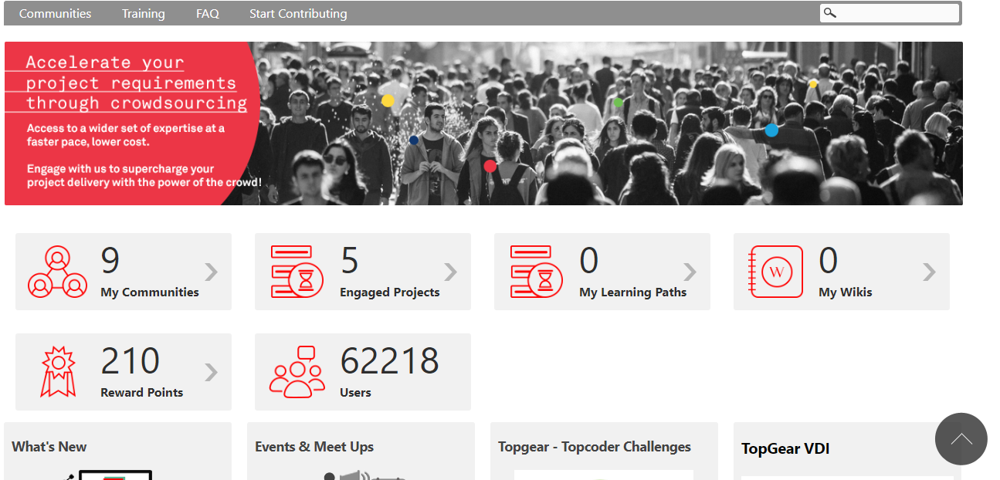 Communities Training FAQ Start Contributing
Accelerate your
project requirements
through crowdsourcing
Access to a wider set of expertise at a
faster pace, lower cost.
Engage with us to supercharge your
project delivery with the power of the crowd!
9
My Communities
5
Engaged Projects
0
My Learning Paths
W
0
My Wikis
210
Reward Points
62218
Users
What's New
Events & Meet Ups
Topgear - Topcoder Challenges
TopGear VDI